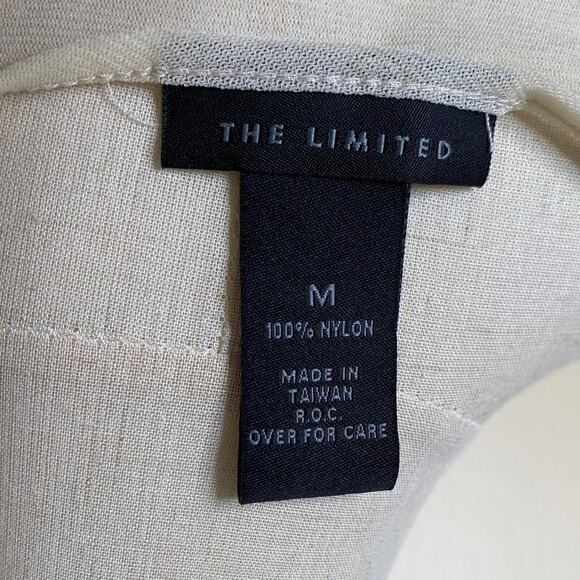 THE LIMITED
M
100% NYLON
MADE IN
TAIWAN
R.O.C.
OVER FOR CARE